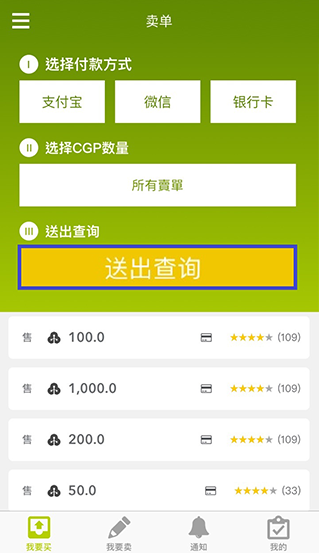 卖单
I 选择付款方式
支付宝 微信 银行卡
II 选择CGP数量
所有賣單
III 送出查询
送出查询
售 100.0 (109)
售 1,000.0 (109)
售 200.0 (109)
售 50.0 (33)
我要买 我要卖 通知 我的